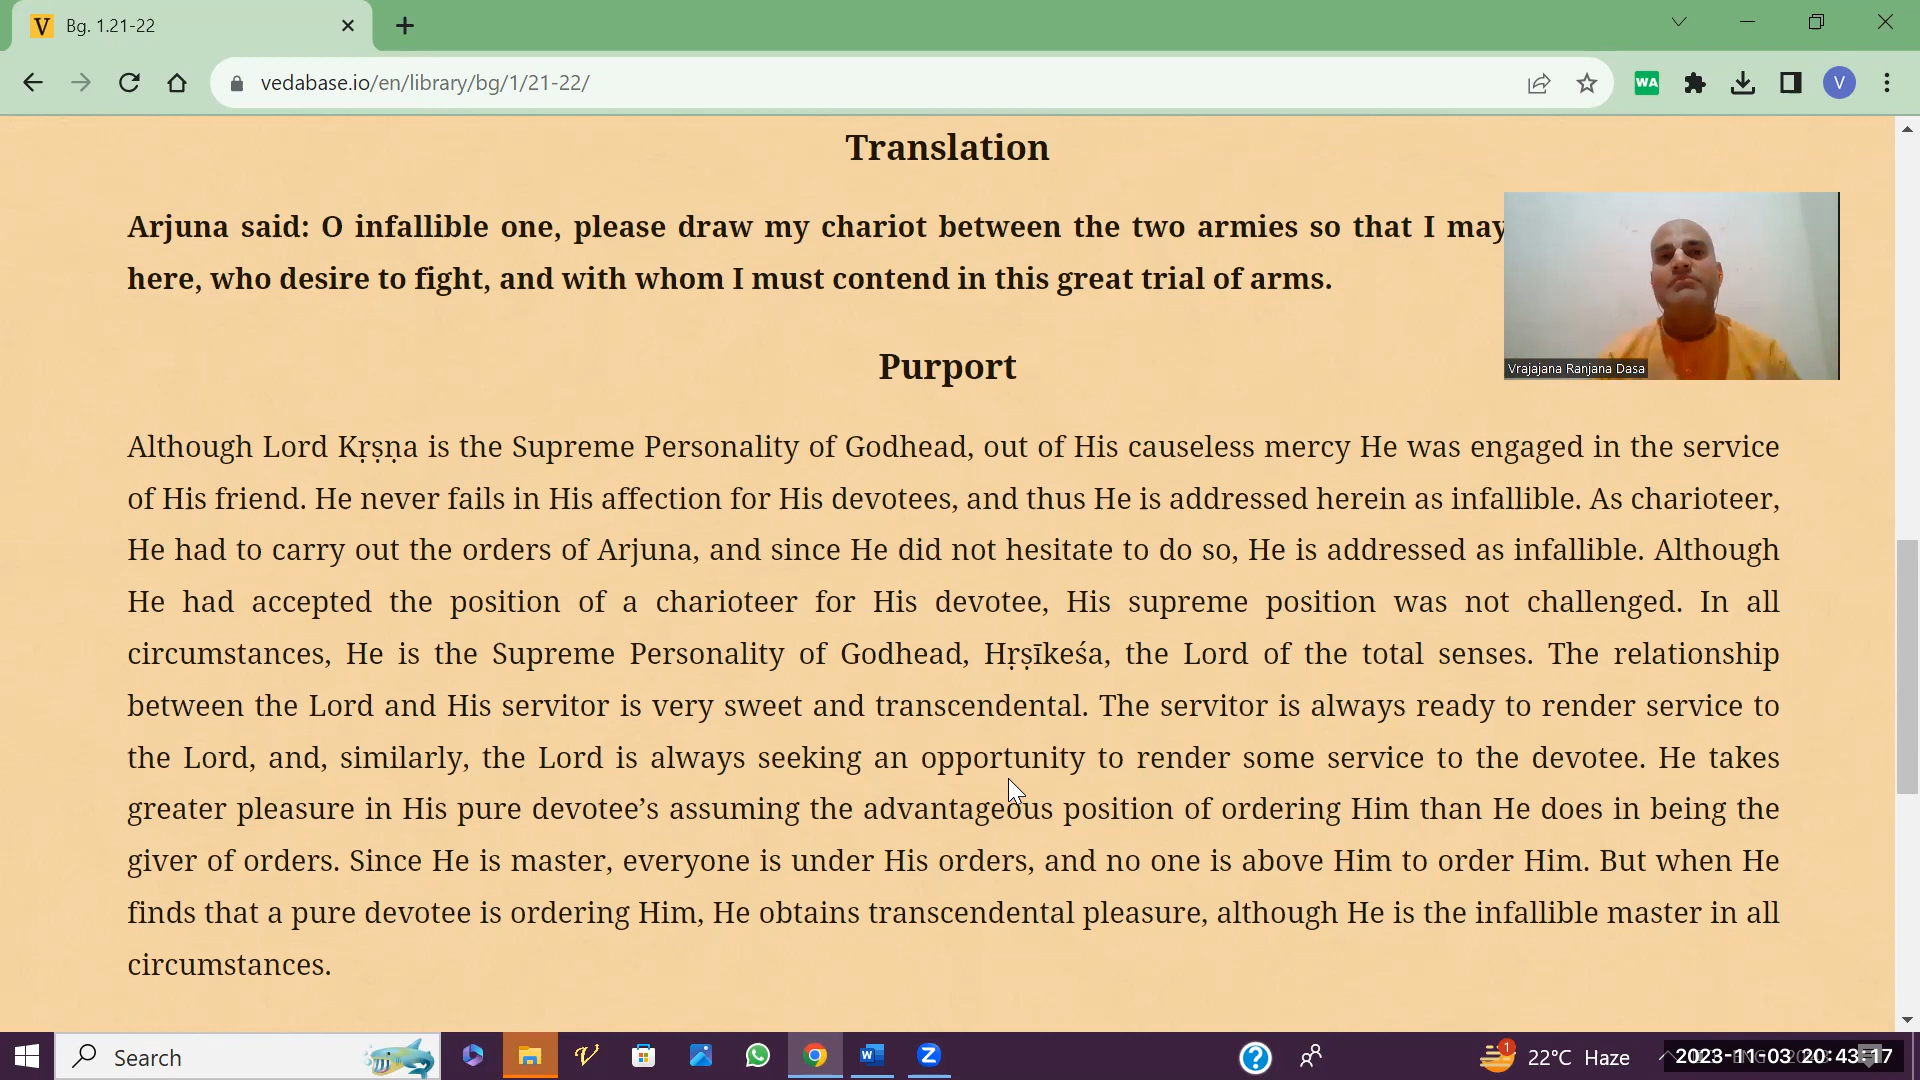 V Bg. 1.21-22
vedabase.io/en/library/bg/1/21-22/
WA
V
Translation
Arjuna said: O infallible one, please draw my chariot between the two armies so that I may
here, who desire to fight, and with whom I must contend in this great trial of arms.
Vrajajana Ranjana Dasa
Purport
Although Lord Kṛṣṇa is the Supreme Personality of Godhead, out of His causeless mercy He was engaged in the service
of His friend. He never fails in His affection for His devotees, and thus He is addressed herein as infallible. As charioteer,
He had to carry out the orders of Arjuna, and since He did not hesitate to do so, He is addressed as infallible. Although
He had accepted the position of a charioteer for His devotee, His supreme position was not challenged. In all
circumstances, He is the Supreme Personality of Godhead, Hṛṣīkeśa, the Lord of the total senses. The relationship
between the Lord and His servitor is very sweet and transcendental. The servitor is always ready to render service to
the Lord, and, similarly, the Lord is always seeking an opportunity to render some service to the devotee. He takes
greater pleasure in His pure devotee’s assuming the advantageous position of ordering Him than He does in being the
giver of orders. Since He is master, everyone is under His orders, and no one is above Him to order Him. But when He
finds that a pure devotee is ordering Him, He obtains transcendental pleasure, although He is the infallible master in all
circumstances.
Search
1
22°C Haze
2023-11-03 20:43:17